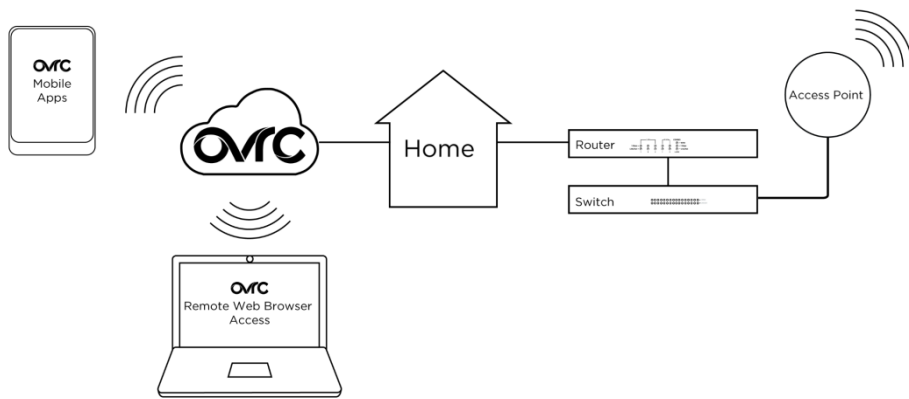 OVRC
Mobile
Apps
OVRC
Home
Router
Switch
Access Point
OVRC
Remote Web Browser
Access